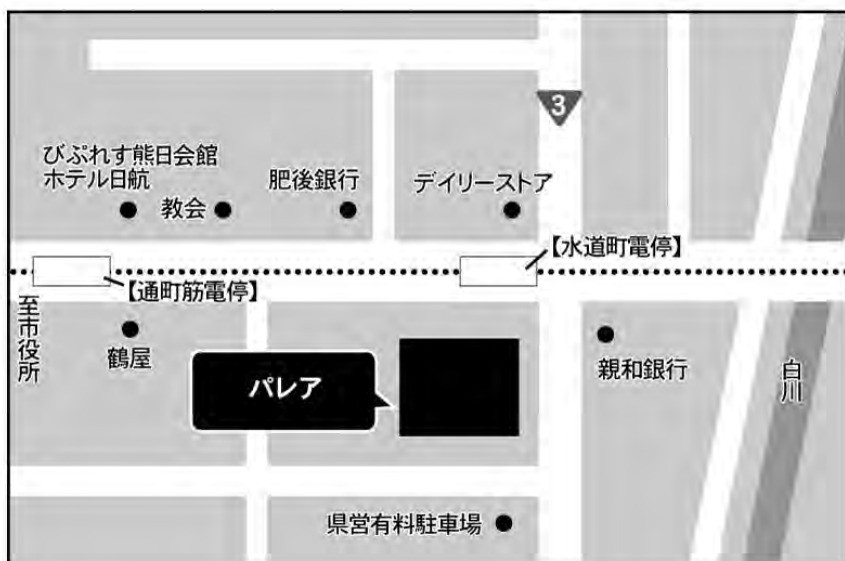 3
びぷれす熊日会館
ホテル日航
教会
肥後銀行
デイリーストア
【水道町電停】
【通町筋電停】
至市役所
鶴屋
パレア
親和銀行
白川
県営有料駐車場